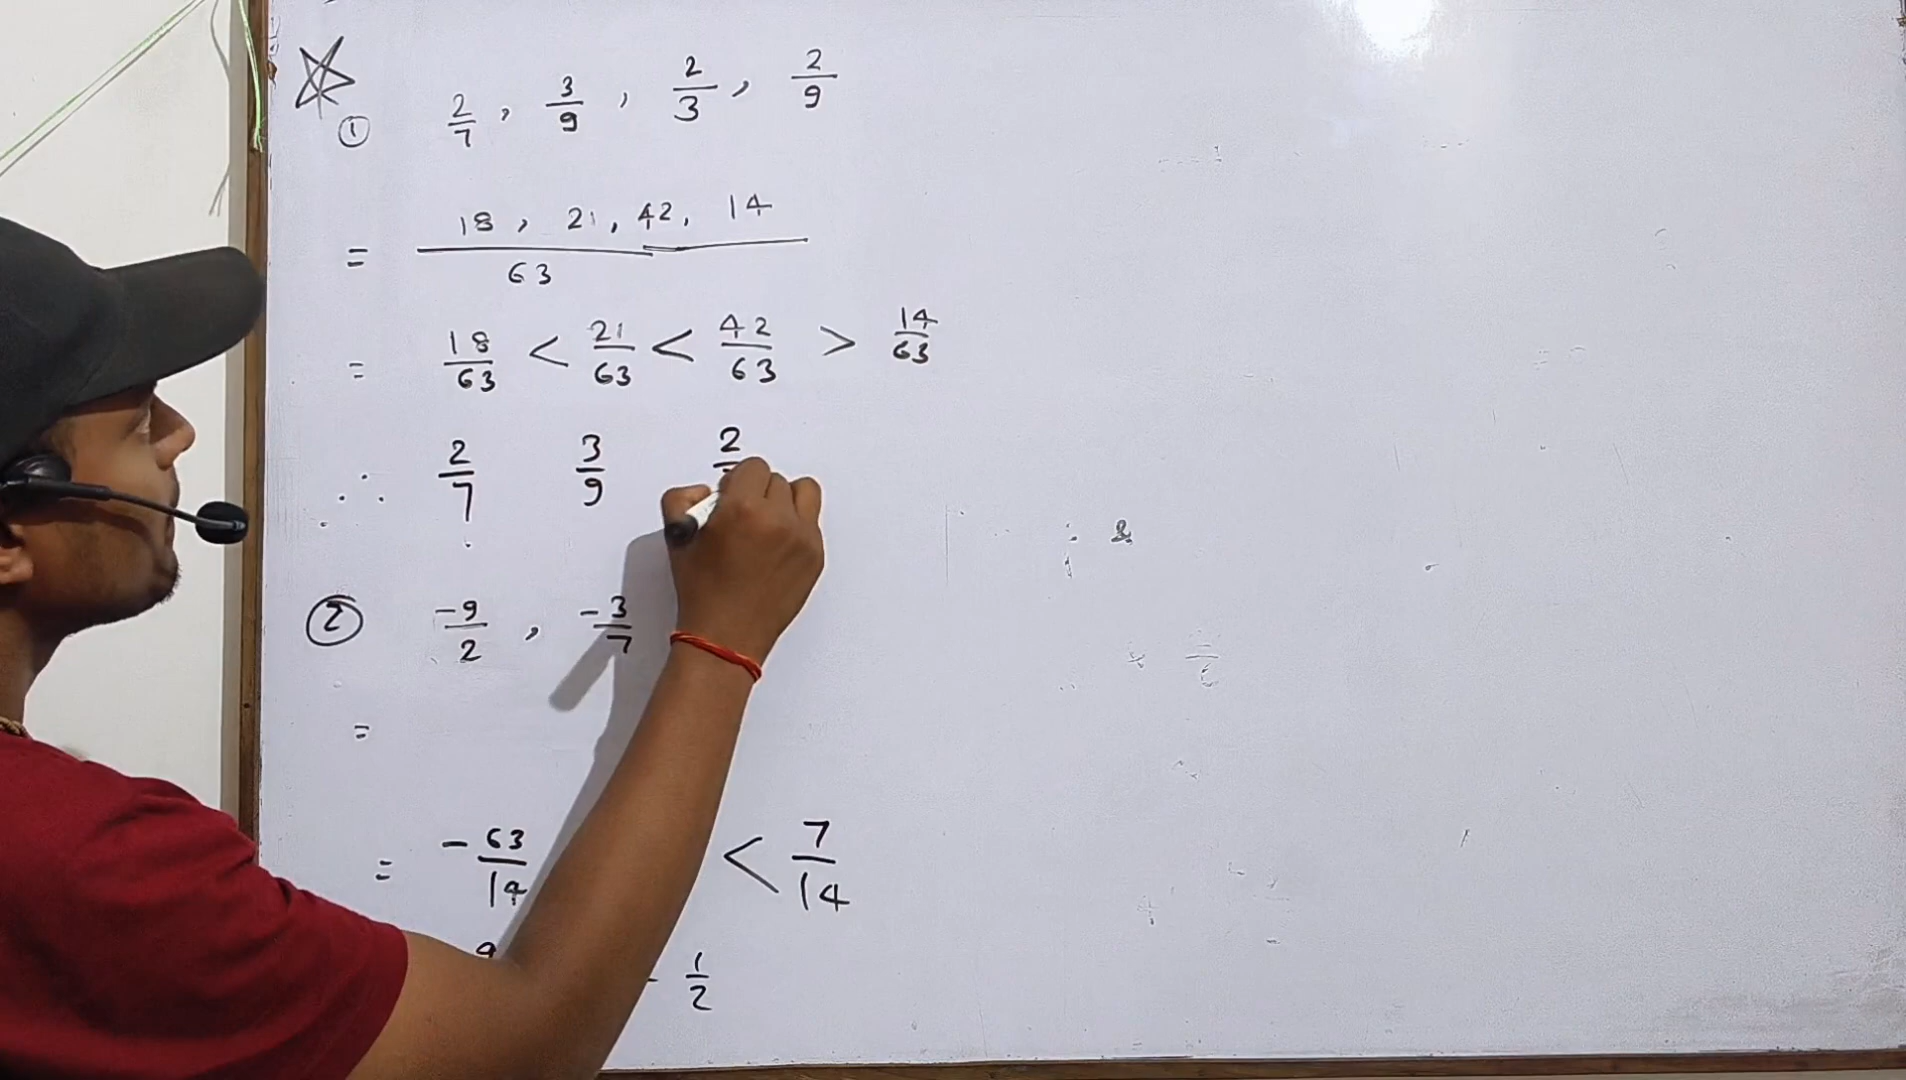 ① 2/7 , 3/9 , 2/3 , 2/9
= 18 , 21 , 42 , 14 / 63
= 18/63 < 21/63 < 42/63 > 14/63
∴ 2/7 3/9 2
② -9/2 , -3/7
=
= -63/14 < 7/14
9 1/2